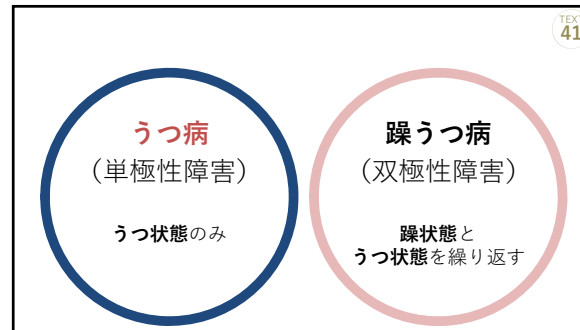 TEXT
41
うつ病
（単極性障害）
うつ状態のみ
躁うつ病
（双極性障害）
躁状態と
うつ状態を繰り返す